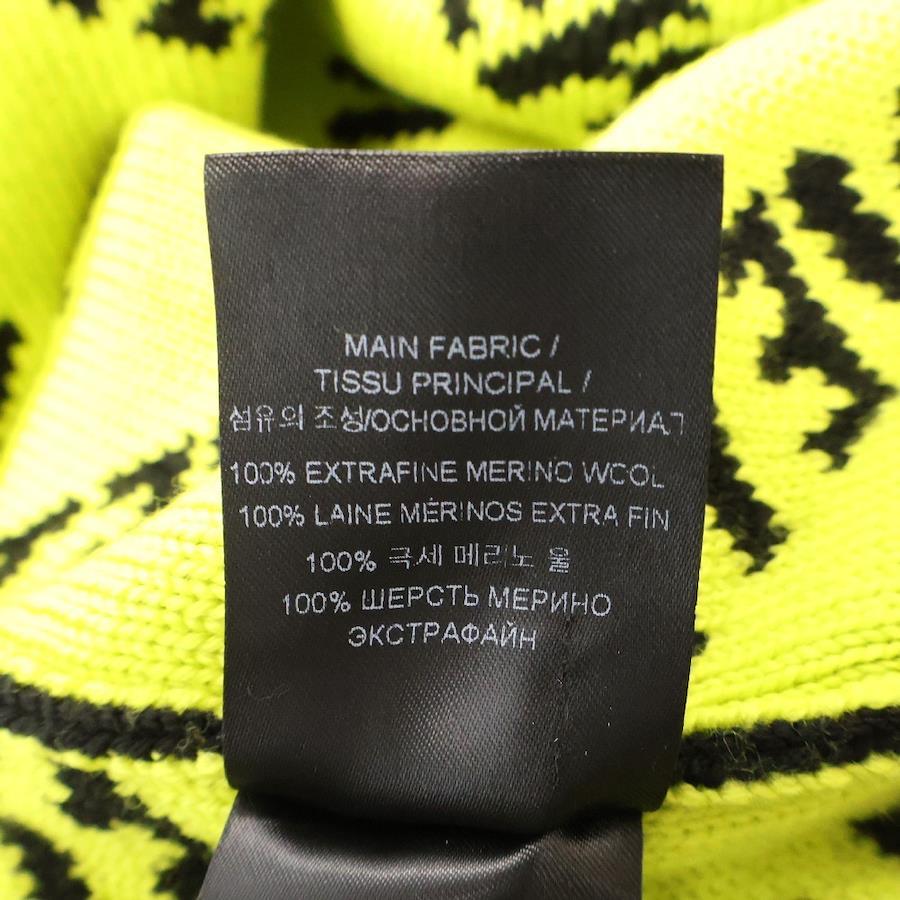 MAIN FABRIC /
TISSU PRINCIPAL /
섬유의 조성/ОСНОВНОЙ МАТЕРИАЛ
100% EXTRAFINE MERINO WOOL
100% LAINE MÉRINOS EXTRA FIN
100% 극세 메리노 울
100% ШЕРСТЬ МЕРИНО
ЭКСТРАФАЙН